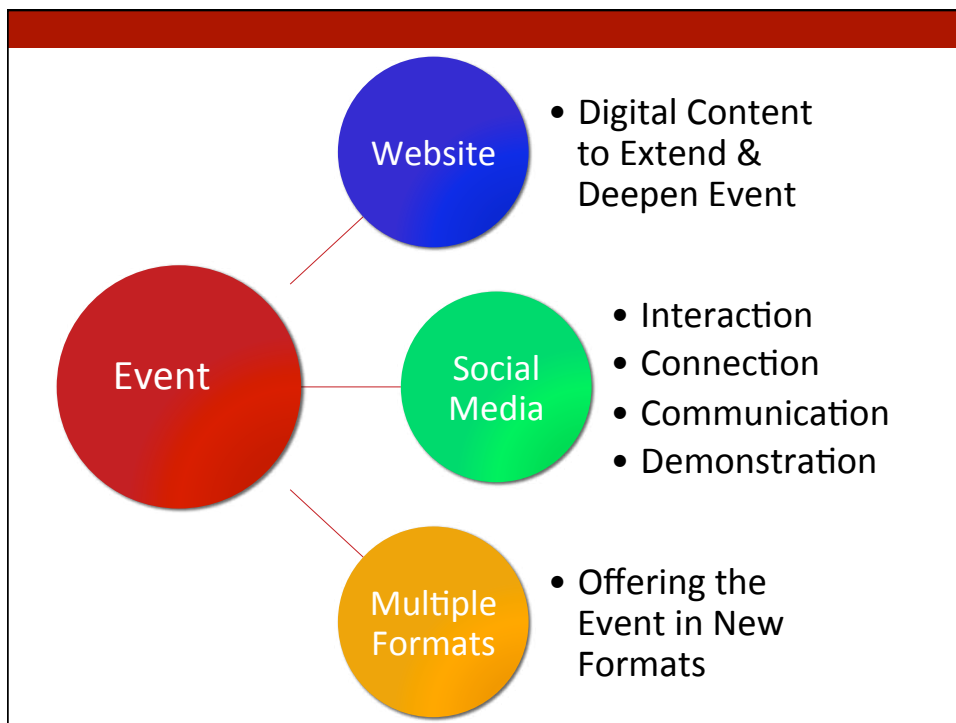 Website
• Digital Content
to Extend &
Deepen Event
Event
Social
Media
• Interaction
• Connection
• Communication
• Demonstration
Multiple
Formats
• Offering the
Event in New
Formats